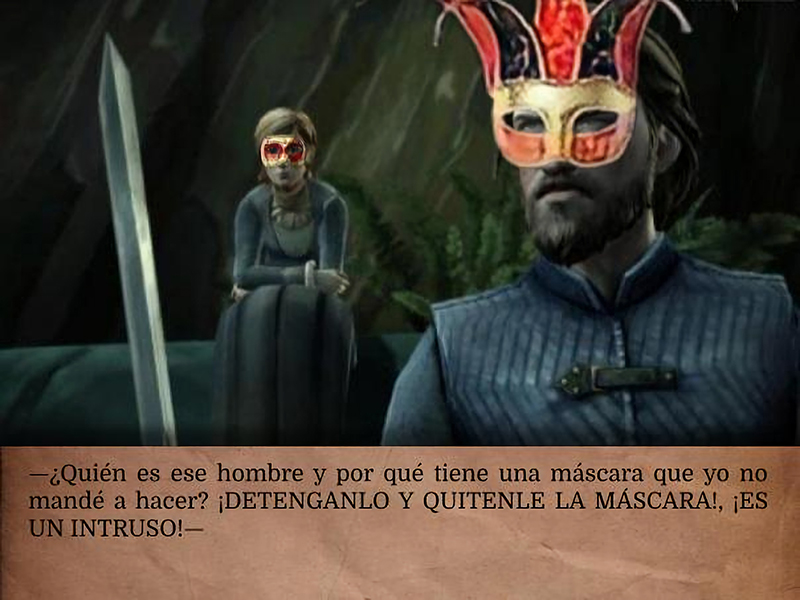 —¿Quién es ese hombre y por qué tiene una máscara que yo no
mandé a hacer? ¡DETENGANLO Y QUITENLE LA MÁSCARA!, ¡ES
UN INTRUSO!—